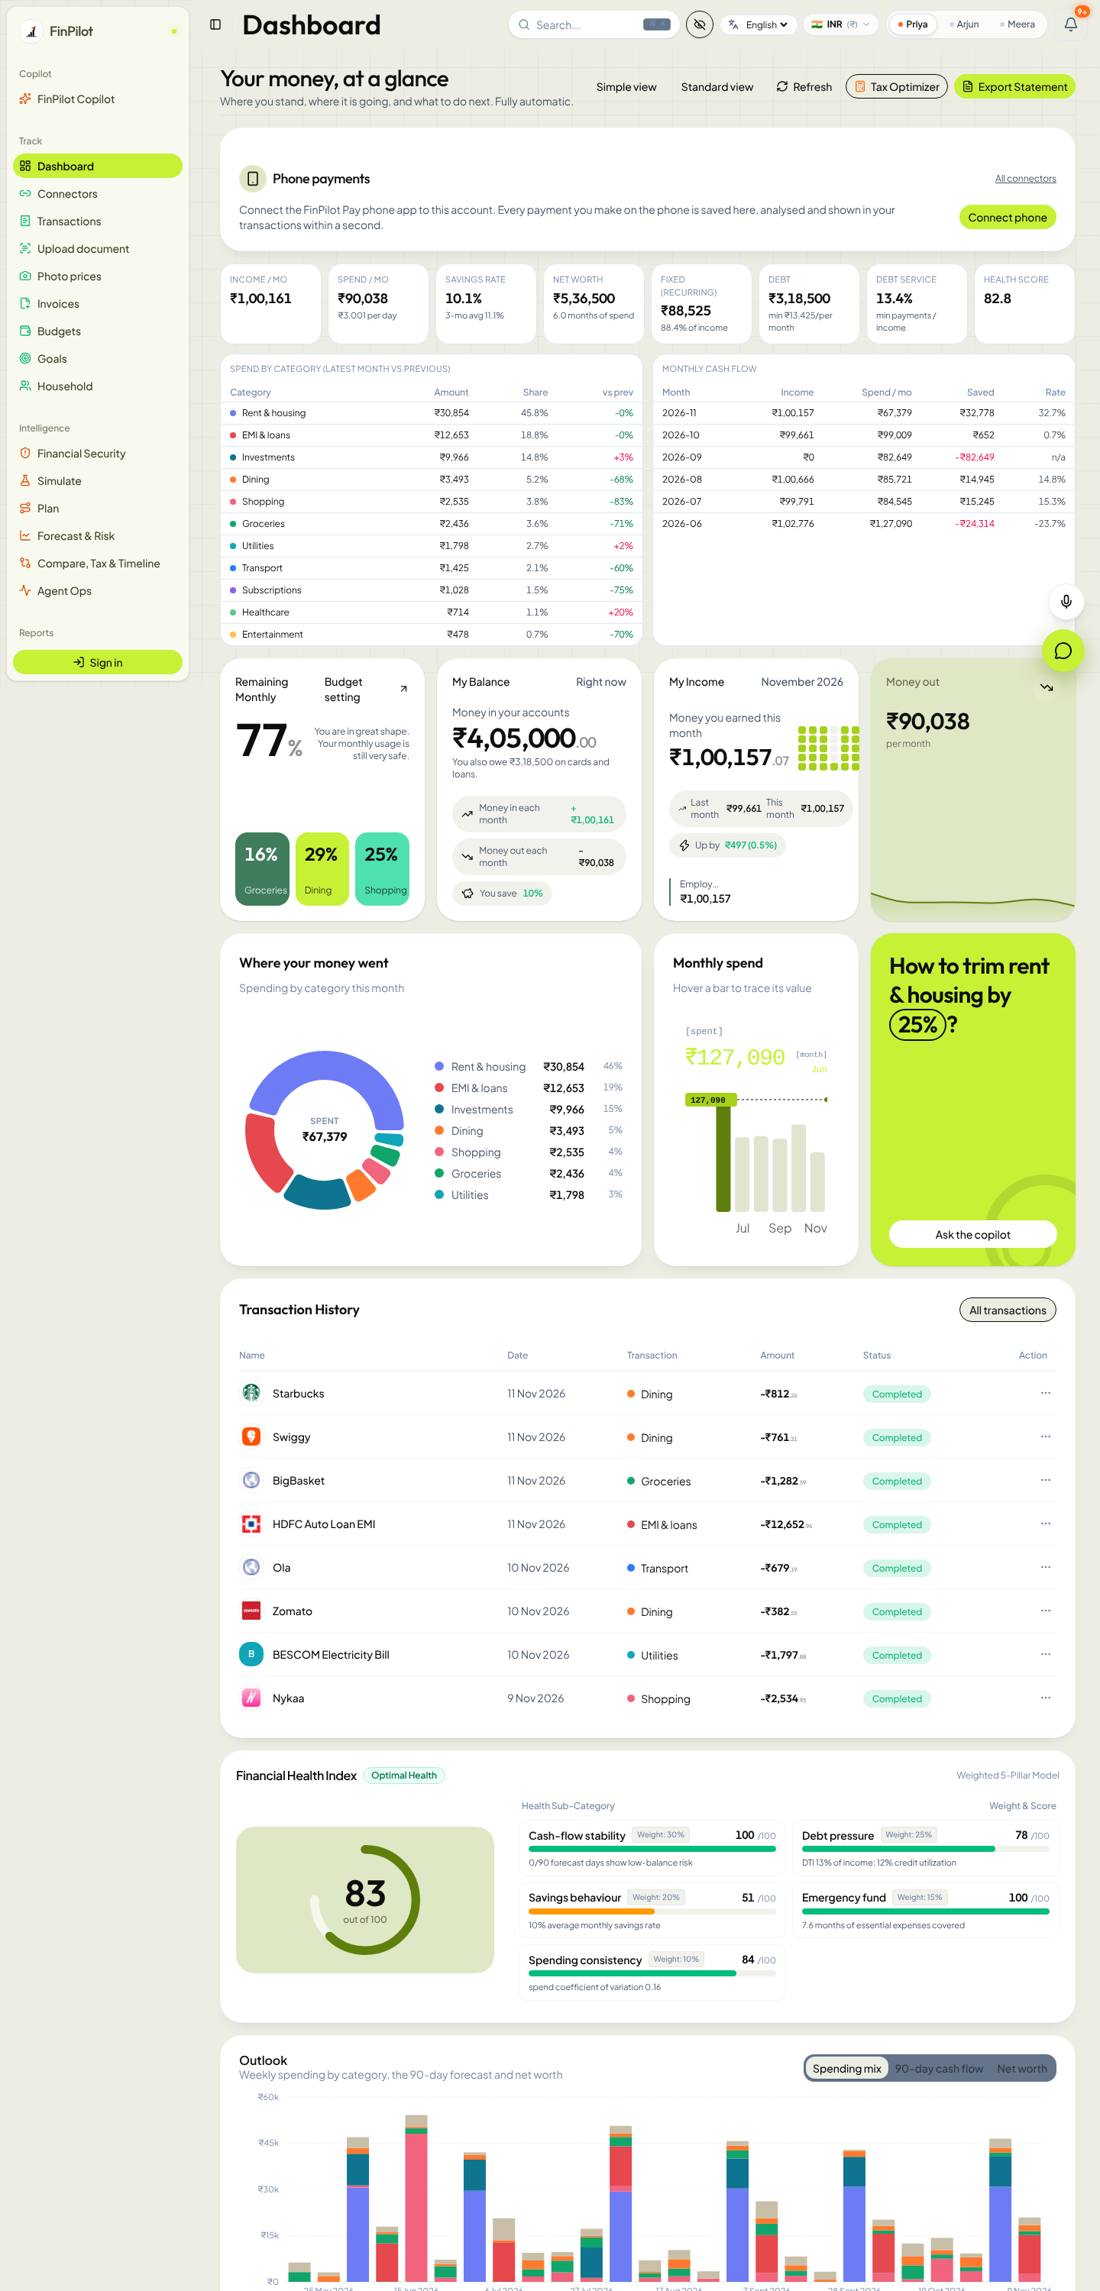 FinPilot
Copilot
FinPilot Copilot
Track
Dashboard
Connectors
Transactions
Upload document
Photo prices
Invoices
Budgets
Goals
Household
Intelligence
Financial Security
Simulate
Plan
Forecast & Risk
Compare, Tax & Timeline
Agent Ops
Reports
Sign in
Dashboard
Search...
English
INR (₹)
Priya
Arjun
Meera
9+
Your money, at a glance
Where you stand, where it is going, and what to do next. Fully automatic.
Simple view
Standard view
Refresh
Tax Optimizer
Export Statement
Phone payments
All connectors
Connect the FinPilot Pay phone app to this account. Every payment you make on the phone is saved here, analysed and shown in your
transactions within a second.
Connect phone
INCOME / MO
₹1,00,161
SPEND / MO
₹90,038
₹3,001 per day
SAVINGS RATE
10.1%
3-mo avg 11.1%
NET WORTH
₹5,36,500
6.0 months of spend
FIXED
(RECURRING)
₹88,525
88.4% of income
DEBT
₹3,18,500
min ₹13,425/per
month
DEBT SERVICE
13.4%
min payments /
income
HEALTH SCORE
82.8
SPEND BY CATEGORY (LATEST MONTH VS PREVIOUS)
Category Amount Share vs prev
Rent & housing ₹30,854 45.8% -0%
EMI & loans ₹12,653 18.8% -0%
Investments ₹9,966 14.8% +3%
Dining ₹3,493 5.2% -68%
Shopping ₹2,535 3.8% -83%
Groceries ₹2,436 3.6% -71%
Utilities ₹1,798 2.7% +2%
Transport ₹1,425 2.1% -60%
Subscriptions ₹1,028 1.5% -75%
Healthcare ₹714 1.1% +20%
Entertainment ₹478 0.7% -70%
MONTHLY CASH FLOW
Month Income Spend / mo Saved Rate
2026-11 ₹1,00,157 ₹67,379 ₹32,778 32.7%
2026-10 ₹99,661 ₹99,009 ₹652 0.7%
2026-09 ₹0 ₹82,649 -₹82,649 n/a
2026-08 ₹1,00,666 ₹85,721 ₹14,945 14.8%
2026-07 ₹99,791 ₹84,545 ₹15,245 15.3%
2026-06 ₹1,02,776 ₹1,27,090 -₹24,314 -23.7%
Remaining
Monthly
Budget
setting
77%
You are in great shape.
Your monthly usage is
still very safe.
16%
Groceries
29%
Dining
25%
Shopping
My Balance
Right now
Money in your accounts
₹4,05,000.00
You also owe ₹3,18,500 on cards and
loans.
Money in each
month
+
₹1,00,161
Money out each
month
-
₹90,038
You save 10%
My Income
November 2026
Money you earned this
month
₹1,00,157.07
Last
month
₹99,661
This
month
₹1,00,157
Up by ₹497 (0.5%)
Employ...
₹1,00,157
Money out
₹90,038
per month
Where your money went
Spending by category this month
SPENT
₹67,379
Rent & housing ₹30,854 46%
EMI & loans ₹12,653 19%
Investments ₹9,966 15%
Dining ₹3,493 5%
Shopping ₹2,535 4%
Groceries ₹2,436 4%
Utilities ₹1,798 3%
Monthly spend
Hover a bar to trace its value
[spent]
₹127,090
[month]
Jun
127,090
Jul Sep Nov
How to trim rent
& housing by
25%?
Ask the copilot
Transaction History
All transactions
Name Date Transaction Amount Status Action
Starbucks 11 Nov 2026 Dining -₹812 Completed ...
Swiggy 11 Nov 2026 Dining -₹761 Completed ...
BigBasket 11 Nov 2026 Groceries -₹1,282 Completed ...
HDFC Auto Loan EMI 11 Nov 2026 EMI & loans -₹12,652 Completed ...
Ola 10 Nov 2026 Transport -₹679 Completed ...
Zomato 10 Nov 2026 Dining -₹382 Completed ...
B BESCOM Electricity Bill 10 Nov 2026 Utilities -₹1,797 Completed ...
Nykaa 9 Nov 2026 Shopping -₹2,534 Completed ...
Financial Health Index
Optimal Health
Weighted 5-Pillar Model
83
out of 100
Health Sub-Category
Weight & Score
Cash-flow stability Weight: 30% 100 /100
0/90 forecast days show low-balance risk
Debt pressure Weight: 25% 78 /100
DTI 13% of income; 12% credit utilization
Savings behaviour Weight: 20% 51 /100
10% average monthly savings rate
Emergency fund Weight: 15% 100 /100
7.6 months of essential expenses covered
Spending consistency Weight: 10% 84 /100
spend coefficient of variation 0.16
Outlook
Weekly spending by category, the 90-day forecast and net worth
Spending mix
90-day cash flow
Net worth
₹60k
₹45k
₹30k
₹15k
₹0